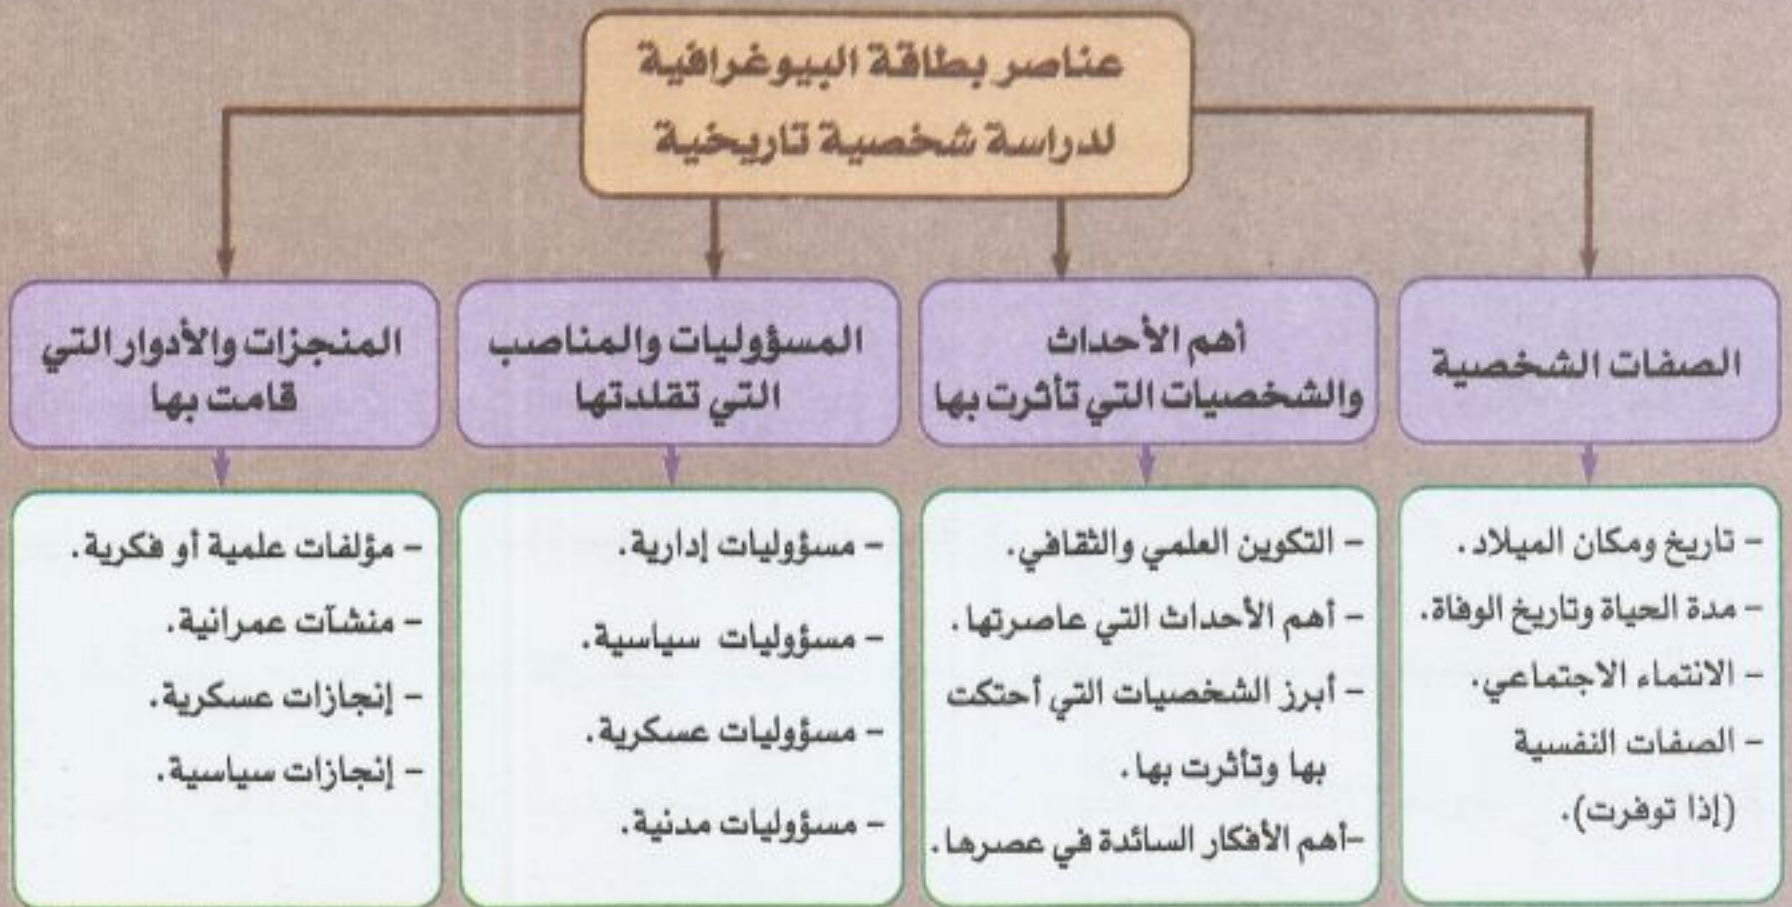 عناصر بطاقة البيوغرافية
لدراسة شخصية تاريخية
الصفات الشخصية
- تاريخ ومكان الميلاد.
- مدة الحياة وتاريخ الوفاة.
- الانتماء الاجتماعي.
- الصفات النفسية
(إذا توفرت).
أهم الأحداث
والشخصيات التي تأثرت بها
- التكوين العلمي والثقافي.
- أهم الأحداث التي عاصرتها.
- أبرز الشخصيات التي أحتكت
بها وتأثرت بها.
-أهم الأفكار السائدة في عصرها.
المسؤوليات والمناصب
التي تقلدتها
- مسؤوليات إدارية.
- مسؤوليات سياسية.
- مسؤوليات عسكرية.
- مسؤوليات مدنية.
المنجزات والأدوار التي
قامت بها
- مؤلفات علمية أو فكرية.
- منشآت عمرانية.
- إنجازات عسكرية.
- إنجازات سياسية.